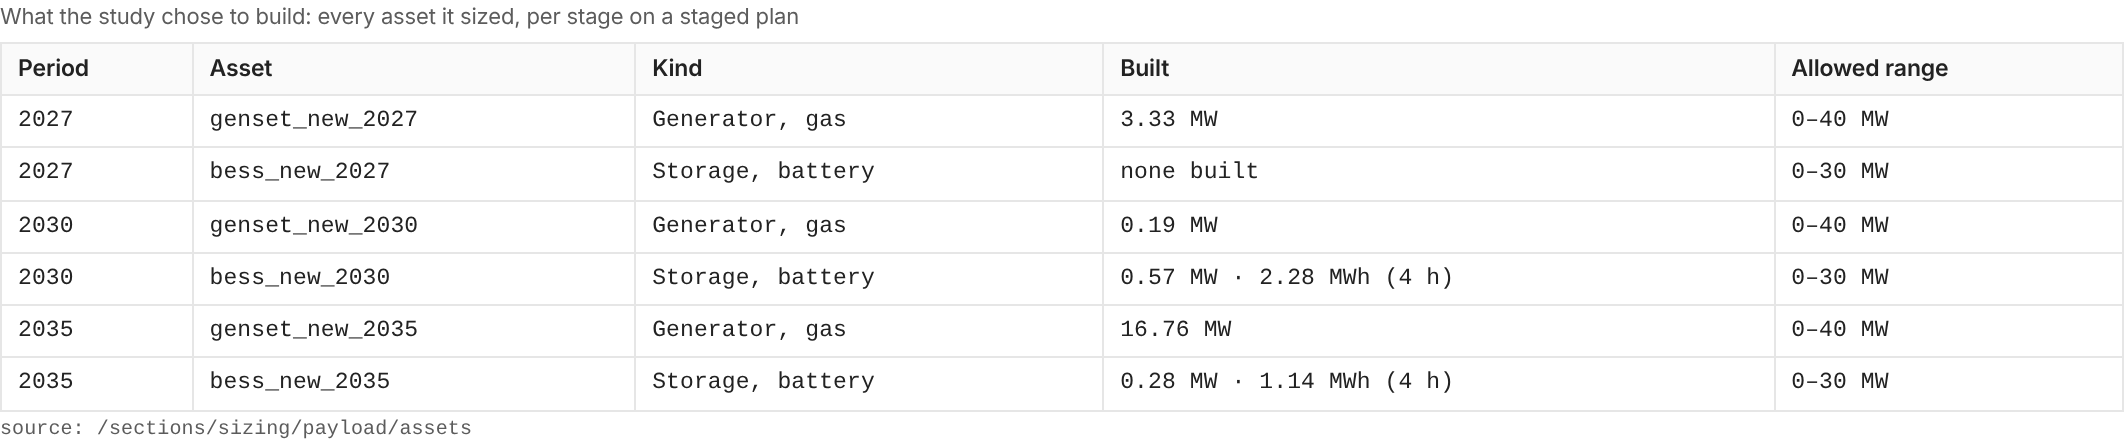 What the study chose to build: every asset it sized, per stage on a staged plan
Period Asset Kind Built Allowed range
2027 genset_new_2027 Generator, gas 3.33 MW 0–40 MW
2027 bess_new_2027 Storage, battery none built 0–30 MW
2030 genset_new_2030 Generator, gas 0.19 MW 0–40 MW
2030 bess_new_2030 Storage, battery 0.57 MW · 2.28 MWh (4 h) 0–30 MW
2035 genset_new_2035 Generator, gas 16.76 MW 0–40 MW
2035 bess_new_2035 Storage, battery 0.28 MW · 1.14 MWh (4 h) 0–30 MW
source: /sections/sizing/payload/assets